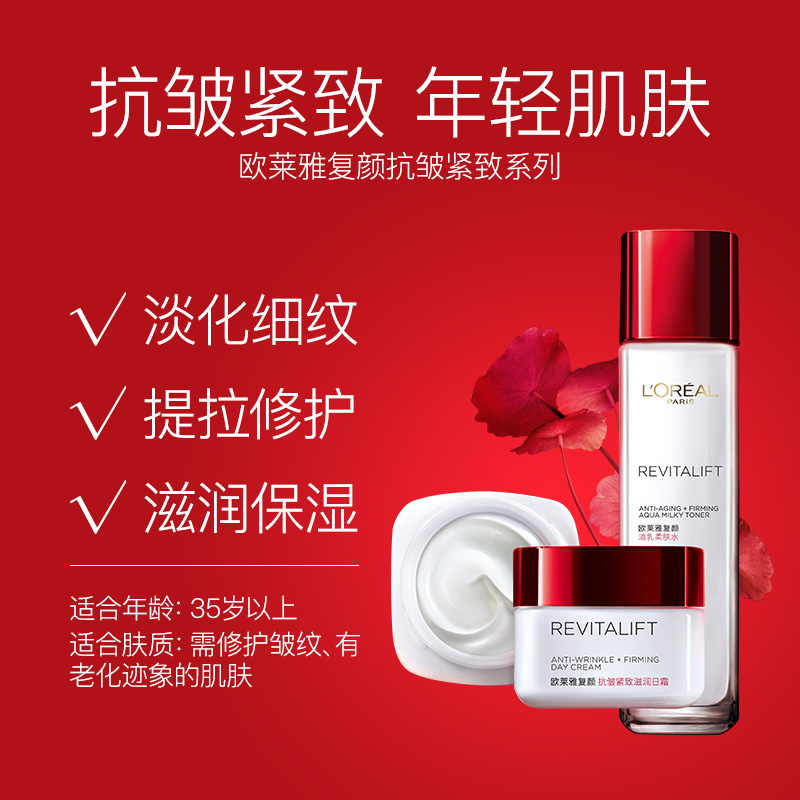 抗皱紧致 年轻肌肤
欧莱雅复颜抗皱紧致系列
淡化细纹
提拉修护
滋润保湿
适合年龄：35岁以上
适合肤质：需修护皱纹、有
老化迹象的肌肤
L'ORÉAL
PARIS
REVITALIFT
ANTI-AGING + FIRMING
AQUA MILKY TONER
欧莱雅复颜
清乳柔肤水
REVITALIFT
ANTI-WRINKLE + FIRMING
DAY CREAM
欧莱雅复颜 抗皱紧致滋润日霜